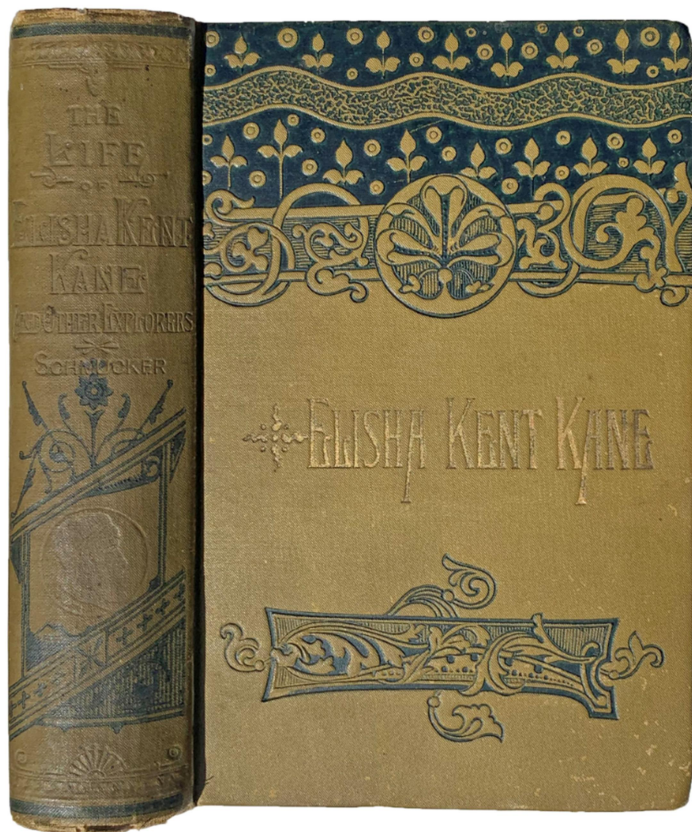 THE
LIFE
OF
ELISHA KENT
KANE
AND OTHER EXPLORERS
SCHMUCKER
ELISHA KENT KANE